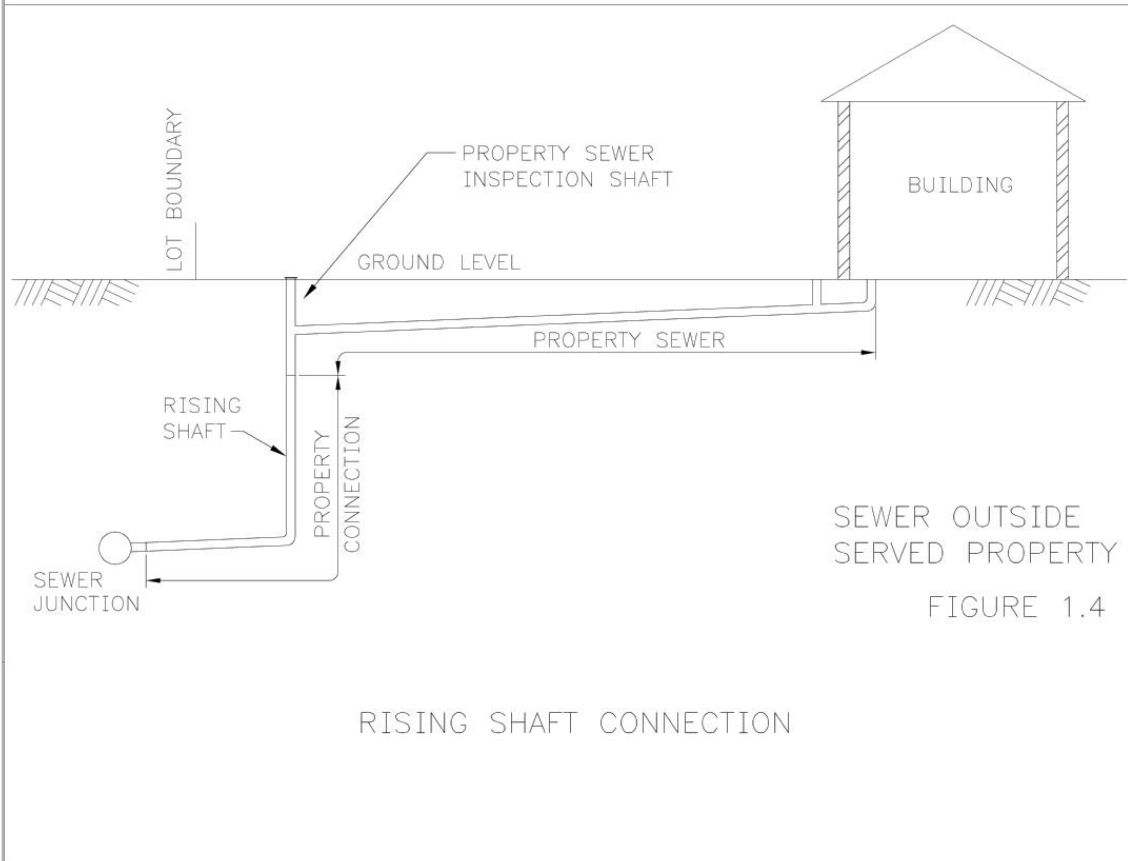 LOT BOUNDARY
PROPERTY SEWER
INSPECTION SHAFT
BUILDING
GROUND LEVEL
PROPERTY SEWER
RISING
SHAFT
PROPERTY
CONNECTION
SEWER
JUNCTION
SEWER OUTSIDE
SERVED PROPERTY
FIGURE 1.4
RISING SHAFT CONNECTION